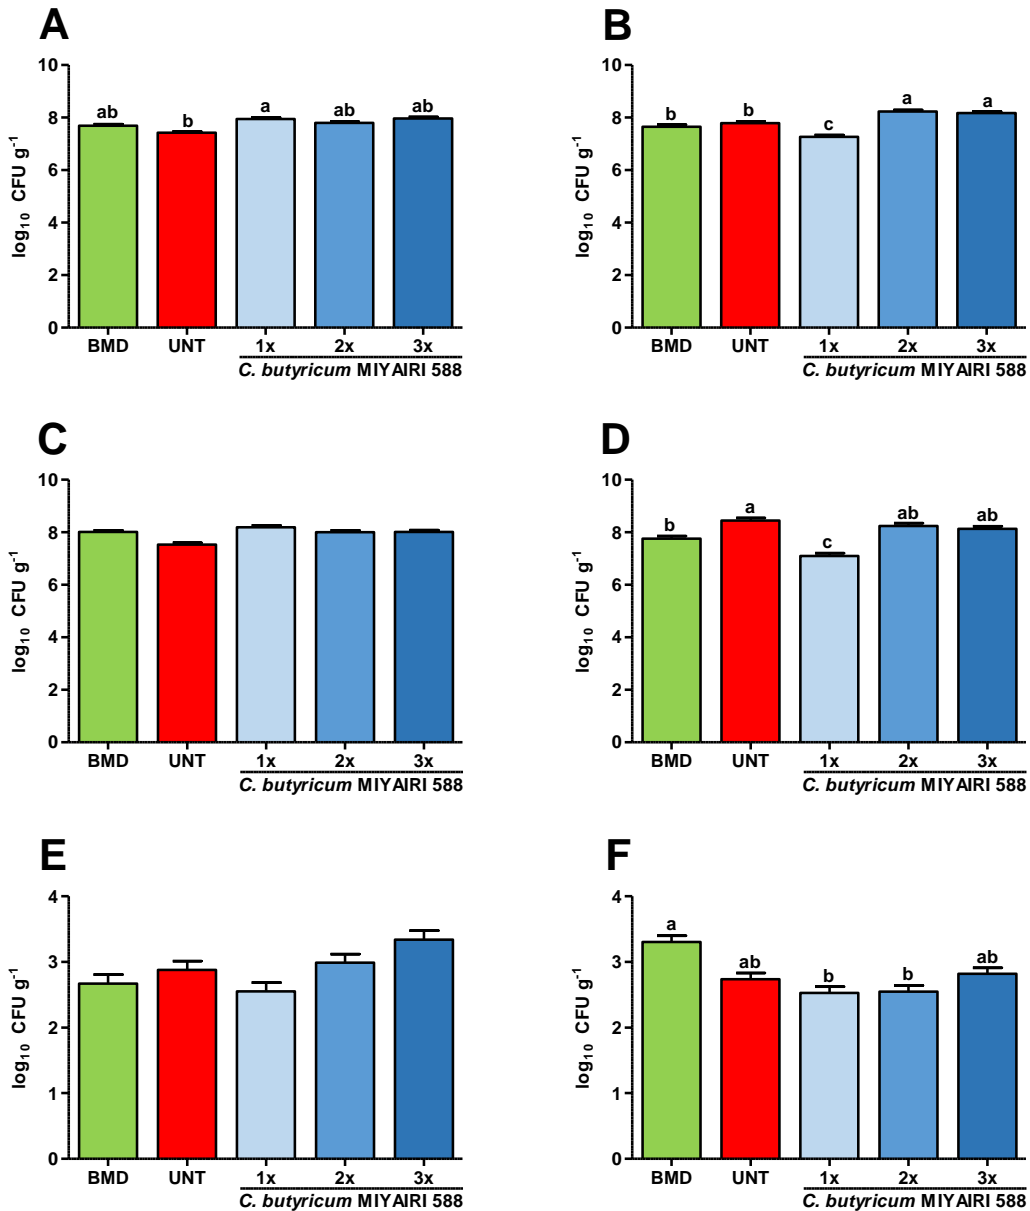 A
log₁₀ CFU g⁻¹
10
8
6
4
2
0
ab
b
a
ab
ab
BMD
UNT
1x
2x
3x
C. butyricum MIYAIRI 588
B
log₁₀ CFU g⁻¹
10
8
6
4
2
0
b
b
c
a
a
BMD
UNT
1x
2x
3x
C. butyricum MIYAIRI 588
C
log₁₀ CFU g⁻¹
10
8
6
4
2
0
BMD
UNT
1x
2x
3x
C. butyricum MIYAIRI 588
D
log₁₀ CFU g⁻¹
10
8
6
4
2
0
b
a
c
ab
ab
BMD
UNT
1x
2x
3x
C. butyricum MIYAIRI 588
E
log₁₀ CFU g⁻¹
4
3
2
1
0
BMD
UNT
1x
2x
3x
C. butyricum MIYAIRI 588
F
log₁₀ CFU g⁻¹
4
3
2
1
0
a
ab
b
b
ab
BMD
UNT
1x
2x
3x
C. butyricum MIYAIRI 588